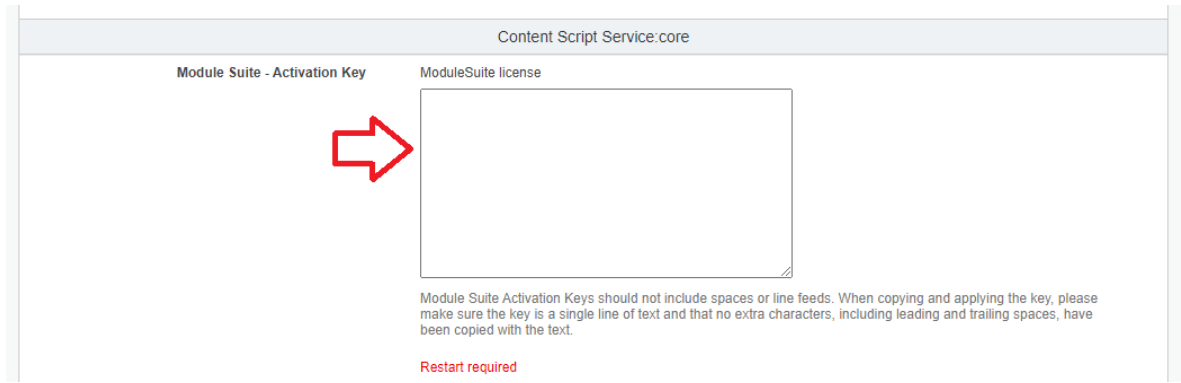 Content Script Service:core
Module Suite - Activation Key
ModuleSuite license
Module Suite Activation Keys should not include spaces or line feeds. When copying and applying the key, please
make sure the key is a single line of text and that no extra characters, including leading and trailing spaces, have
been copied with the text.
Restart required